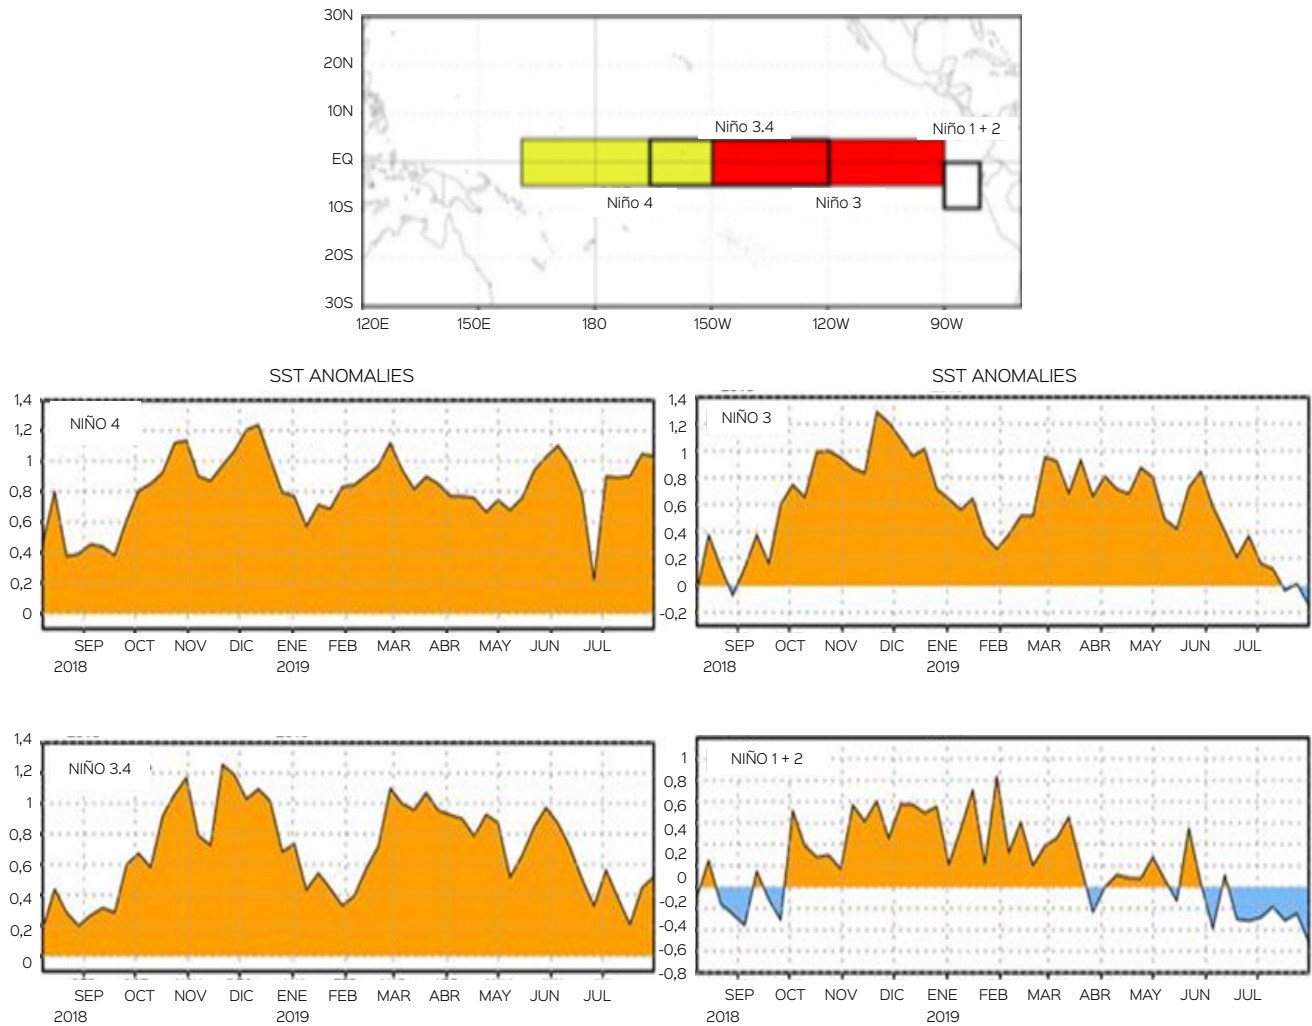 30N
20N
10N
EQ
10S
20S
30S
Niño 3.4
Niño 1 + 2
Niño 4
Niño 3
120E 150E 180 150W 120W 90W
SST ANOMALIES
NIÑO 4
1,4
1,2
1
0,8
0,6
0,4
0,2
0
SEP OCT NOV DIC ENE FEB MAR ABR MAY JUN JUL
2018 2019
SST ANOMALIES
NIÑO 3
1,4
1,2
1
0,8
0,6
0,4
0,2
0
-0,2
SEP OCT NOV DIC ENE FEB MAR ABR MAY JUN JUL
2018 2019
NIÑO 3.4
1,4
1,2
1
0,8
0,6
0,4
0,2
0
SEP OCT NOV DIC ENE FEB MAR ABR MAY JUN JUL
2018 2019
NIÑO 1 + 2
1
0,8
0,6
0,4
0,2
0
-0,2
-0,4
-0,6
-0,8
SEP OCT NOV DIC ENE FEB MAR ABR MAY JUN JUL
2018 2019